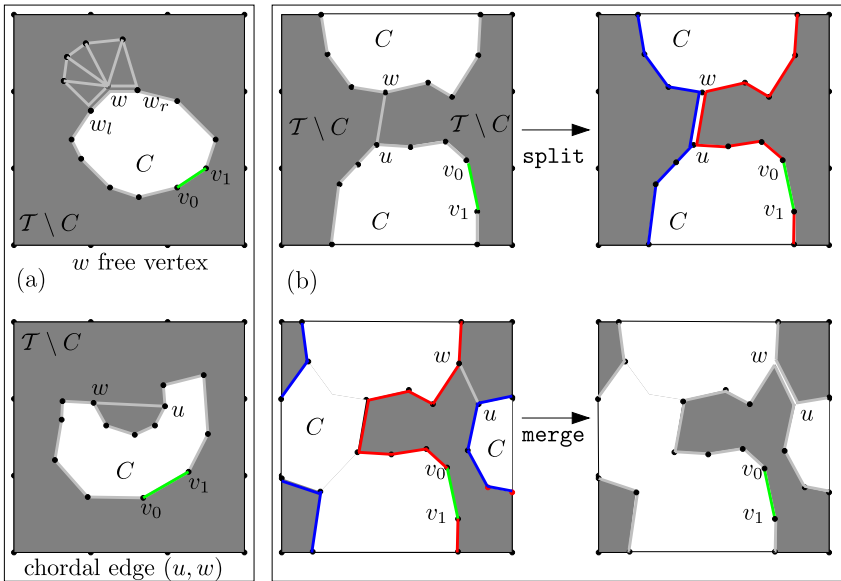 w
w_r
w_l
C
v_1
v_0
𝒯 \ C
w free vertex
(a)
𝒯 \ C
w
u
C
v_1
v_0
chordal edge (u, w)
C
w
𝒯 \ C
𝒯 \ C
u
v_0
v_1
C
(b)
split
C
w
u
v_0
v_1
C
w
u
C
C
v_0
v_1
merge
w
u
v_0
v_1